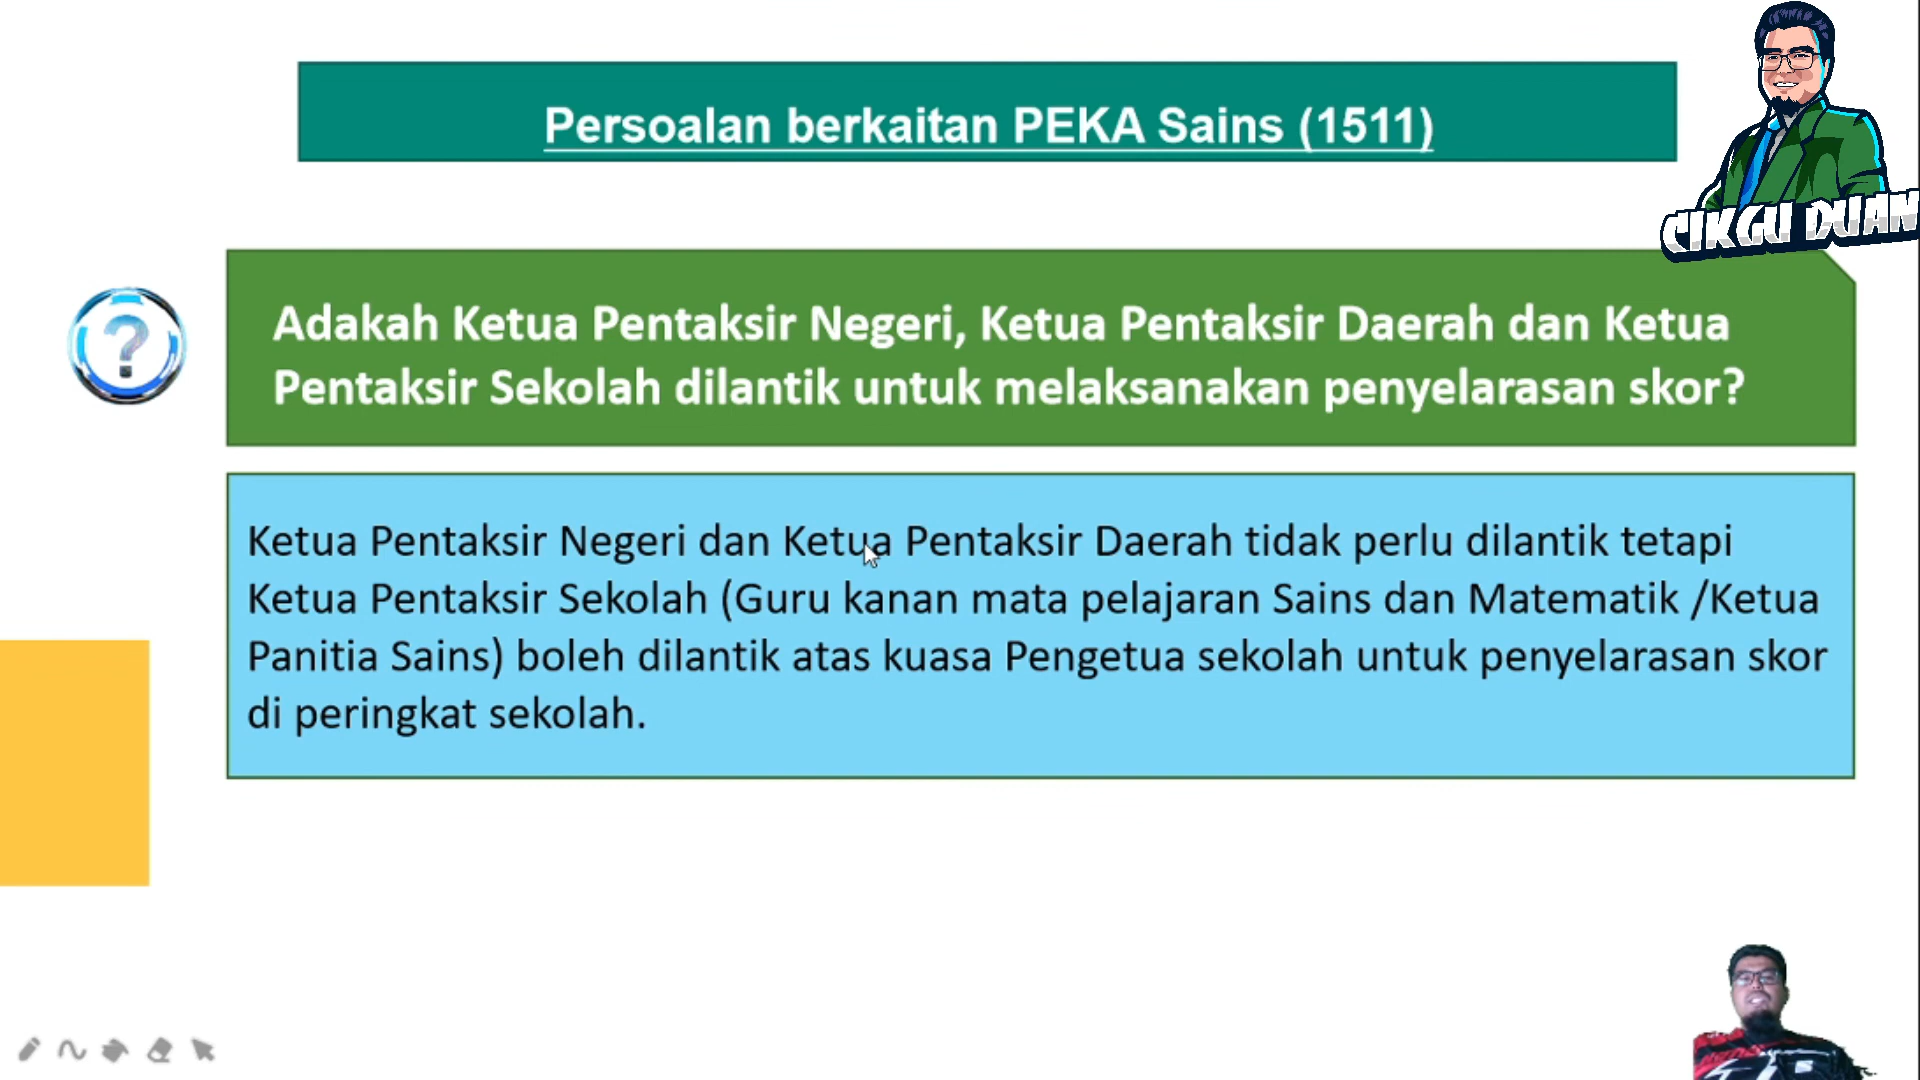 Persoalan berkaitan PEKA Sains (1511)
CIKGU DUAN
Adakah Ketua Pentaksir Negeri, Ketua Pentaksir Daerah dan Ketua
Pentaksir Sekolah dilantik untuk melaksanakan penyelarasan skor?
Ketua Pentaksir Negeri dan Ketua Pentaksir Daerah tidak perlu dilantik tetapi
Ketua Pentaksir Sekolah (Guru kanan mata pelajaran Sains dan Matematik /Ketua
Panitia Sains) boleh dilantik atas kuasa Pengetua sekolah untuk penyelarasan skor
di peringkat sekolah.